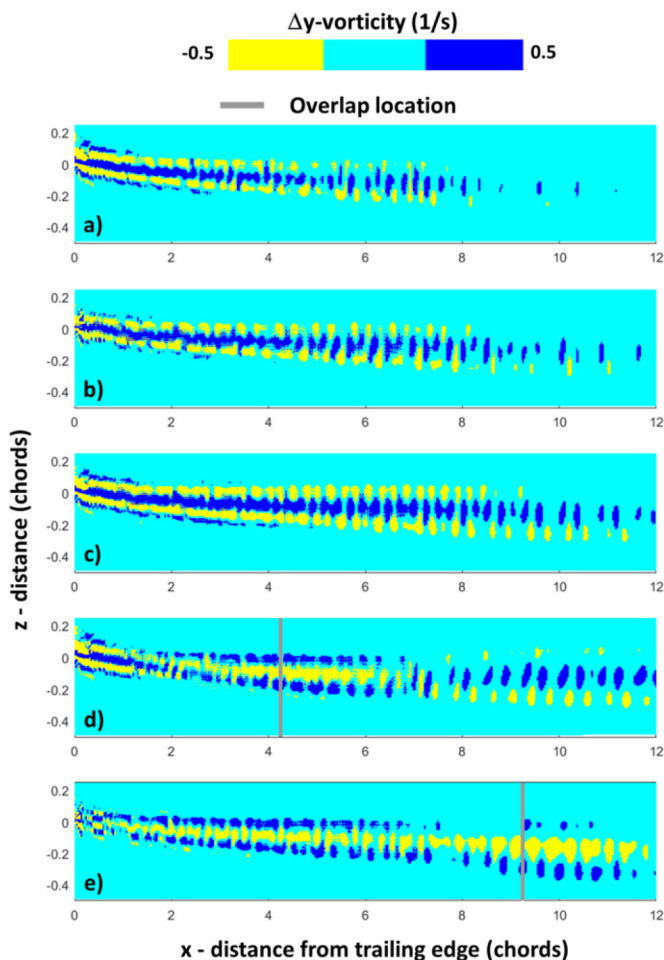 Δy-vorticity (1/s)
-0.5 0.5
Overlap location
0.2
0
-0.2
-0.4
a)
0 2 4 6 8 10 12
0.2
0
-0.2
-0.4
b)
0 2 4 6 8 10 12
z - distance (chords)
0.2
0
-0.2
-0.4
c)
0 2 4 6 8 10 12
0.2
0
-0.2
-0.4
d)
0 2 4 6 8 10 12
0.2
0
-0.2
-0.4
e)
0 2 4 6 8 10 12
x - distance from trailing edge (chords)